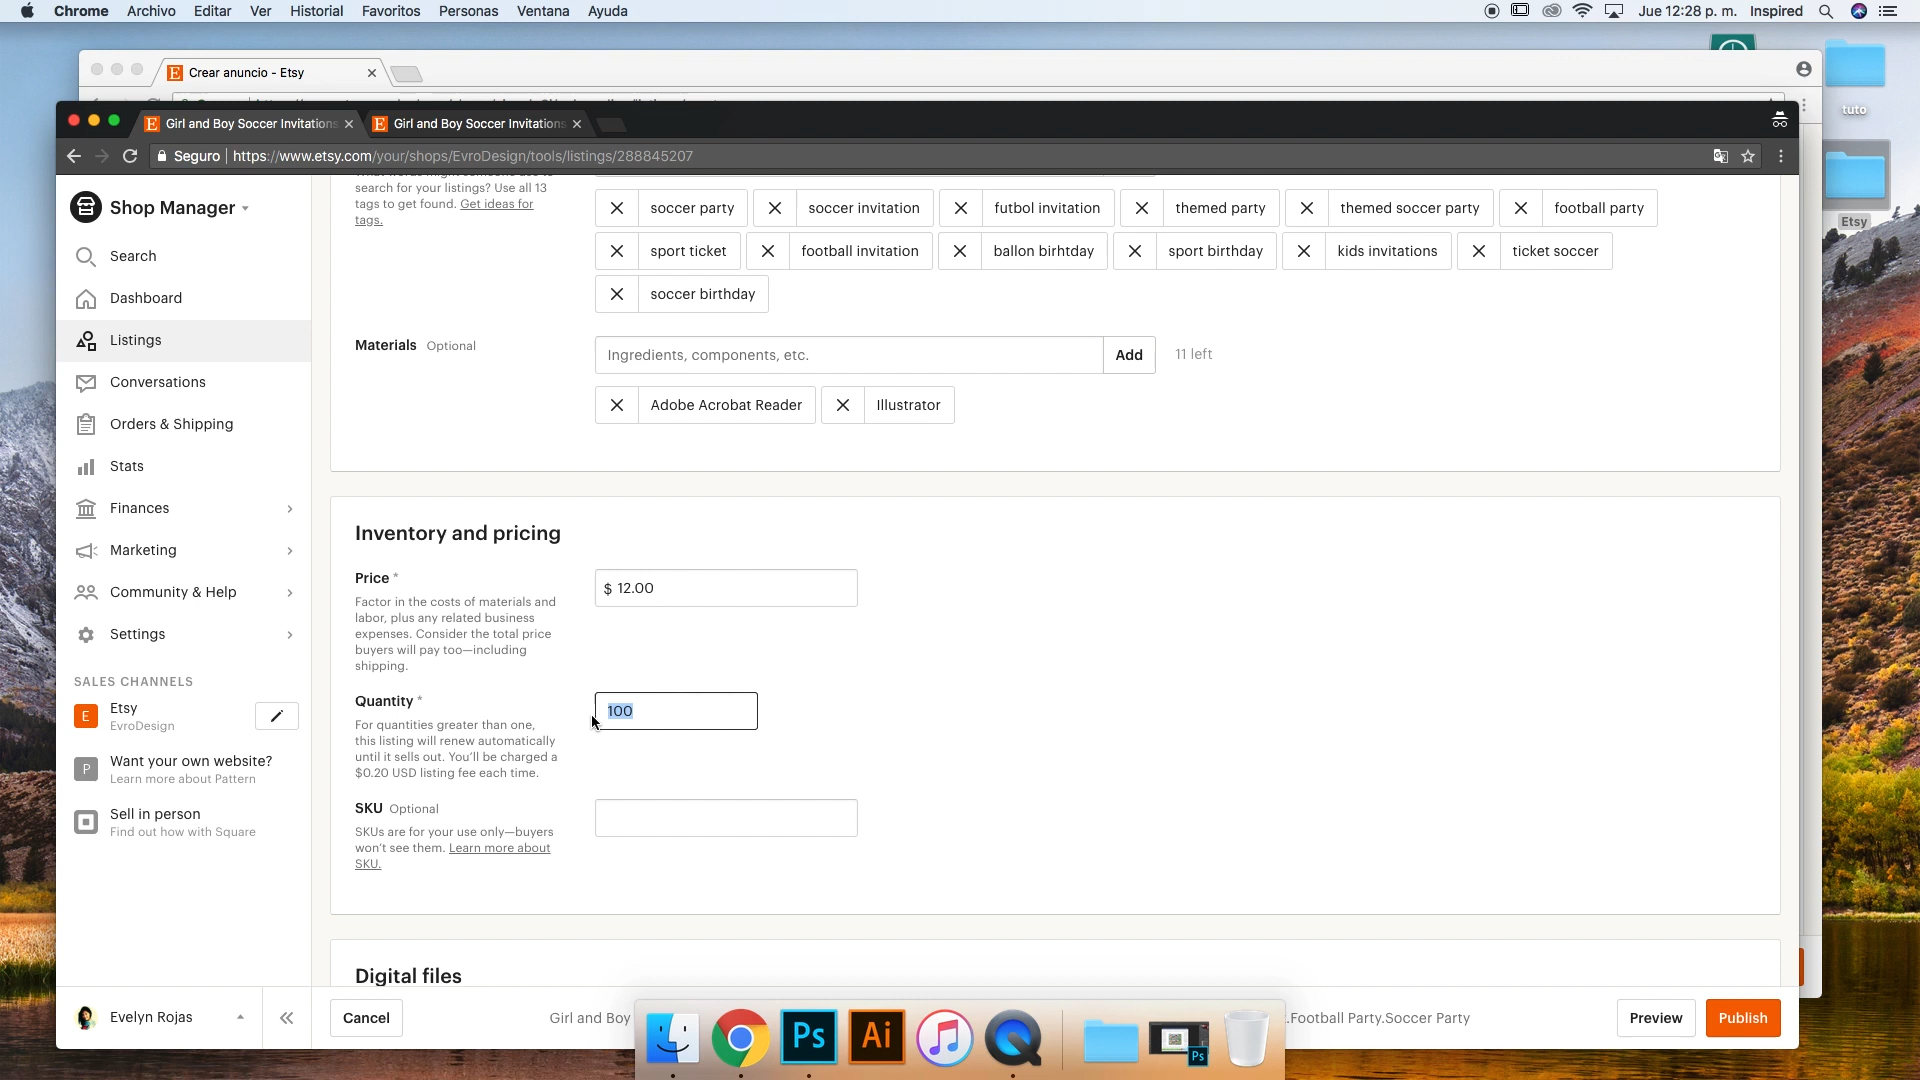 Chrome Archivo Editar Ver Historial Favoritos Personas Ventana Ayuda Jue 12:28 p. m. Inspired
Crear anuncio - Etsy
tuto
Girl and Boy Soccer Invitations
Girl and Boy Soccer Invitations
Seguro https://www.etsy.com/your/shops/EvroDesign/tools/listings/288845207
Etsy
Shop Manager
Search
Dashboard
Listings
Conversations
Orders & Shipping
Stats
Finances
Marketing
Community & Help
Settings
SALES CHANNELS
E
Etsy
EvroDesign
P
Want your own website?
Learn more about Pattern
Sell in person
Find out how with Square
Evelyn Rojas
search for your listings? Use all 13
tags to get found. Get ideas for
tags.
soccer party
soccer invitation
futbol invitation
themed party
themed soccer party
football party
sport ticket
football invitation
ballon birhtday
sport birthday
kids invitations
ticket soccer
soccer birthday
Materials Optional
Ingredients, components, etc.
Add
11 left
Adobe Acrobat Reader
Illustrator
Inventory and pricing
Price *
Factor in the costs of materials and
labor, plus any related business
expenses. Consider the total price
buyers will pay too—including
shipping.
$ 12.00
Quantity *
For quantities greater than one,
this listing will renew automatically
until it sells out. You'll be charged a
$0.20 USD listing fee each time.
100
SKU Optional
SKUs are for your use only—buyers
won't see them. Learn more about
SKU.
Digital files
Cancel
Girl and Boy
.Football Party.Soccer Party
Preview
Publish
Ps
Ai
Ps